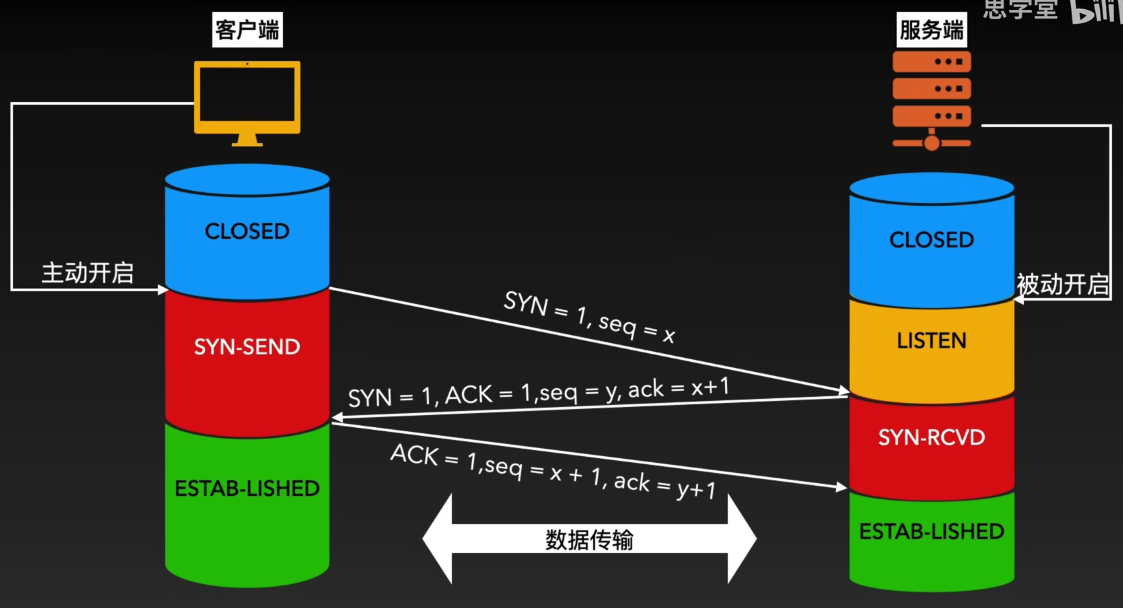 思学堂 bili
客户端
服务端
CLOSED
CLOSED
主动开启
被动开启
SYN = 1, seq = x
SYN-SEND
LISTEN
SYN = 1, ACK = 1,seq = y, ack = x+1
SYN-RCVD
ACK = 1,seq = x + 1, ack = y+1
ESTAB-LISHED
ESTAB-LISHED
数据传输